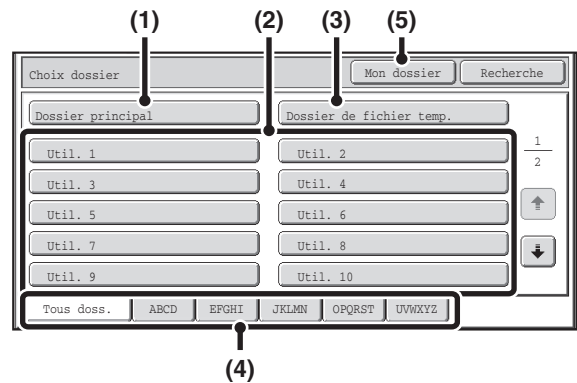 (1) (2) (3) (5)
Choix dossier Mon dossier Recherche
Dossier principal Dossier de fichier temp.
Util. 1 Util. 2 1
2
Util. 3 Util. 4
Util. 5 Util. 6
Util. 7 Util. 8
Util. 9 Util. 10
Tous doss. ABCD EFGHI JKLMN OPQRST UVWXYZ
(4)